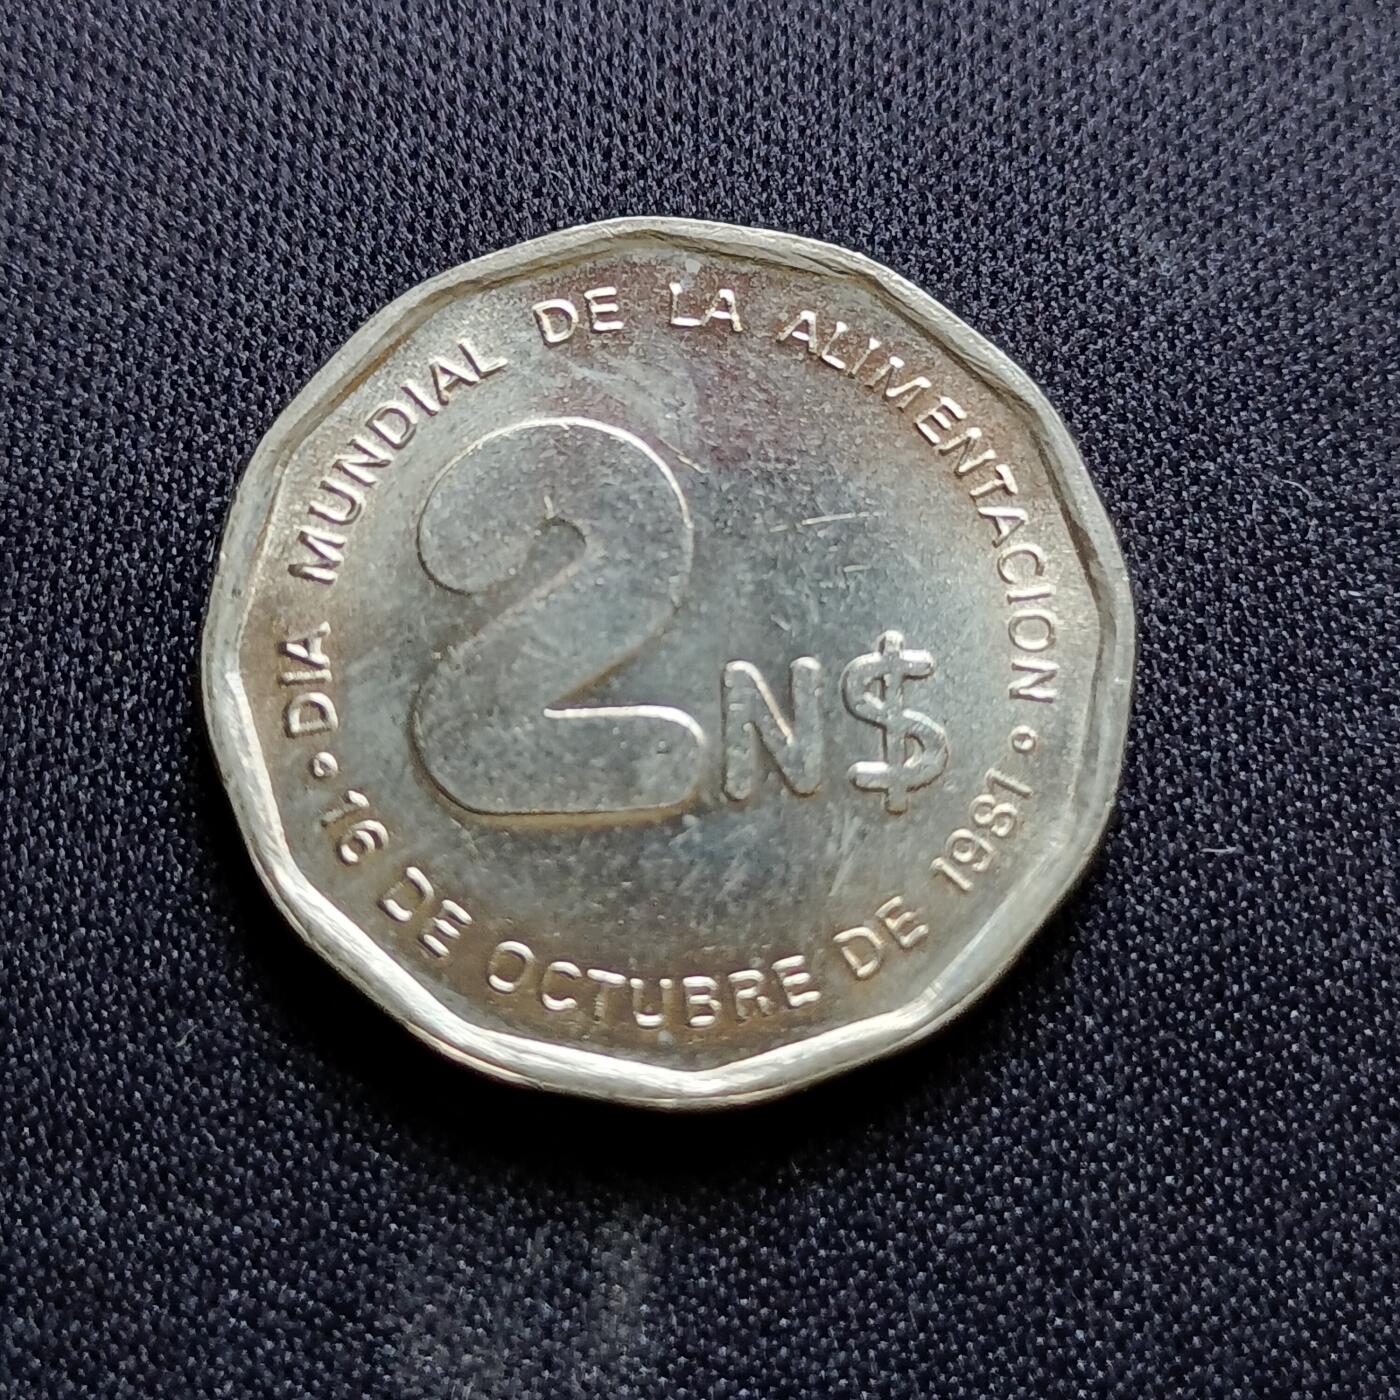 DIA MUNDIAL DE LA ALIMENTACION
2 N$
16 DE OCTUBRE DE 1981